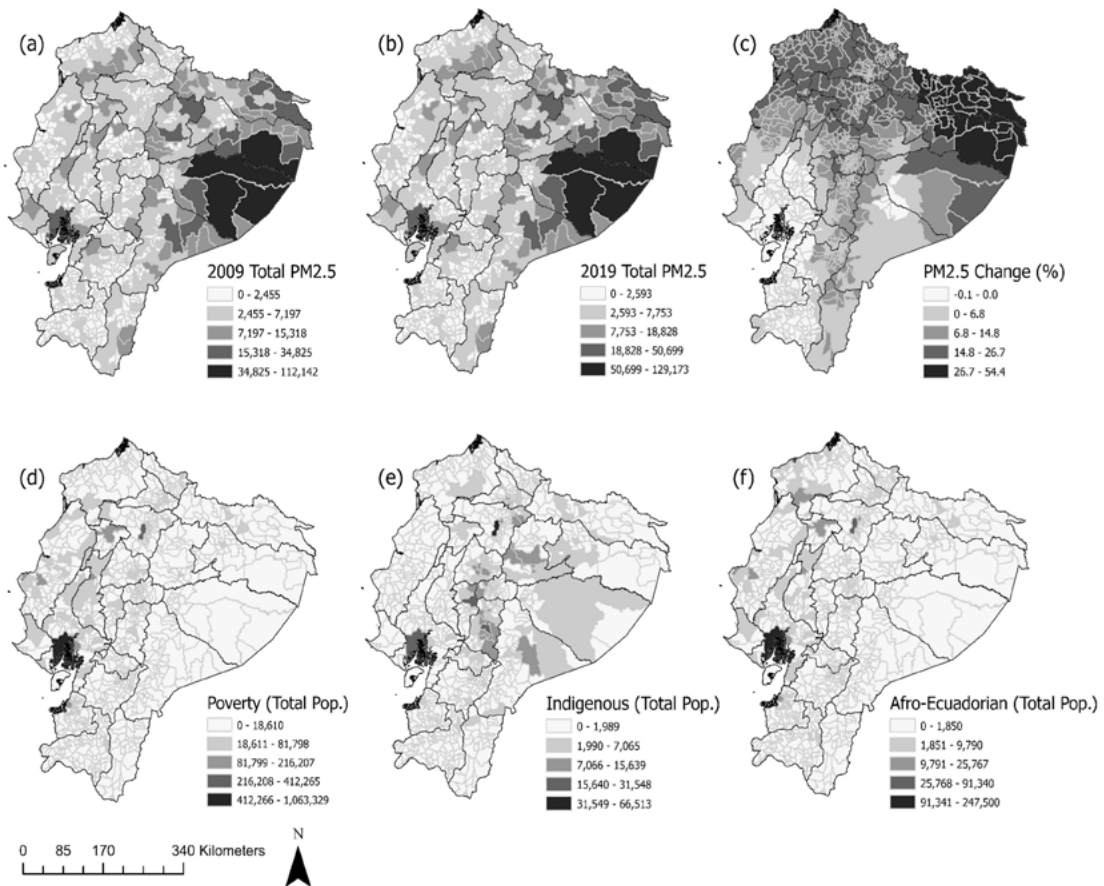 (a)
2009 Total PM2.5
0 - 2,455
2,455 - 7,197
7,197 - 15,318
15,318 - 34,825
34,825 - 112,142
(b)
2019 Total PM2.5
0 - 2,593
2,593 - 7,753
7,753 - 18,828
18,828 - 50,699
50,699 - 129,173
(c)
PM2.5 Change (%)
-0.1 - 0.0
0 - 6.8
6.8 - 14.8
14.8 - 26.7
26.7 - 54.4
(d)
Poverty (Total Pop.)
0 - 18,610
18,611 - 81,798
81,799 - 216,207
216,208 - 412,265
412,266 - 1,063,329
(e)
Indigenous (Total Pop.)
0 - 1,989
1,990 - 7,065
7,066 - 15,639
15,640 - 31,548
31,549 - 66,513
(f)
Afro-Ecuadorian (Total Pop.)
0 - 1,850
1,851 - 9,790
9,791 - 25,767
25,768 - 91,340
91,341 - 247,500
0 85 170 340 Kilometers
N